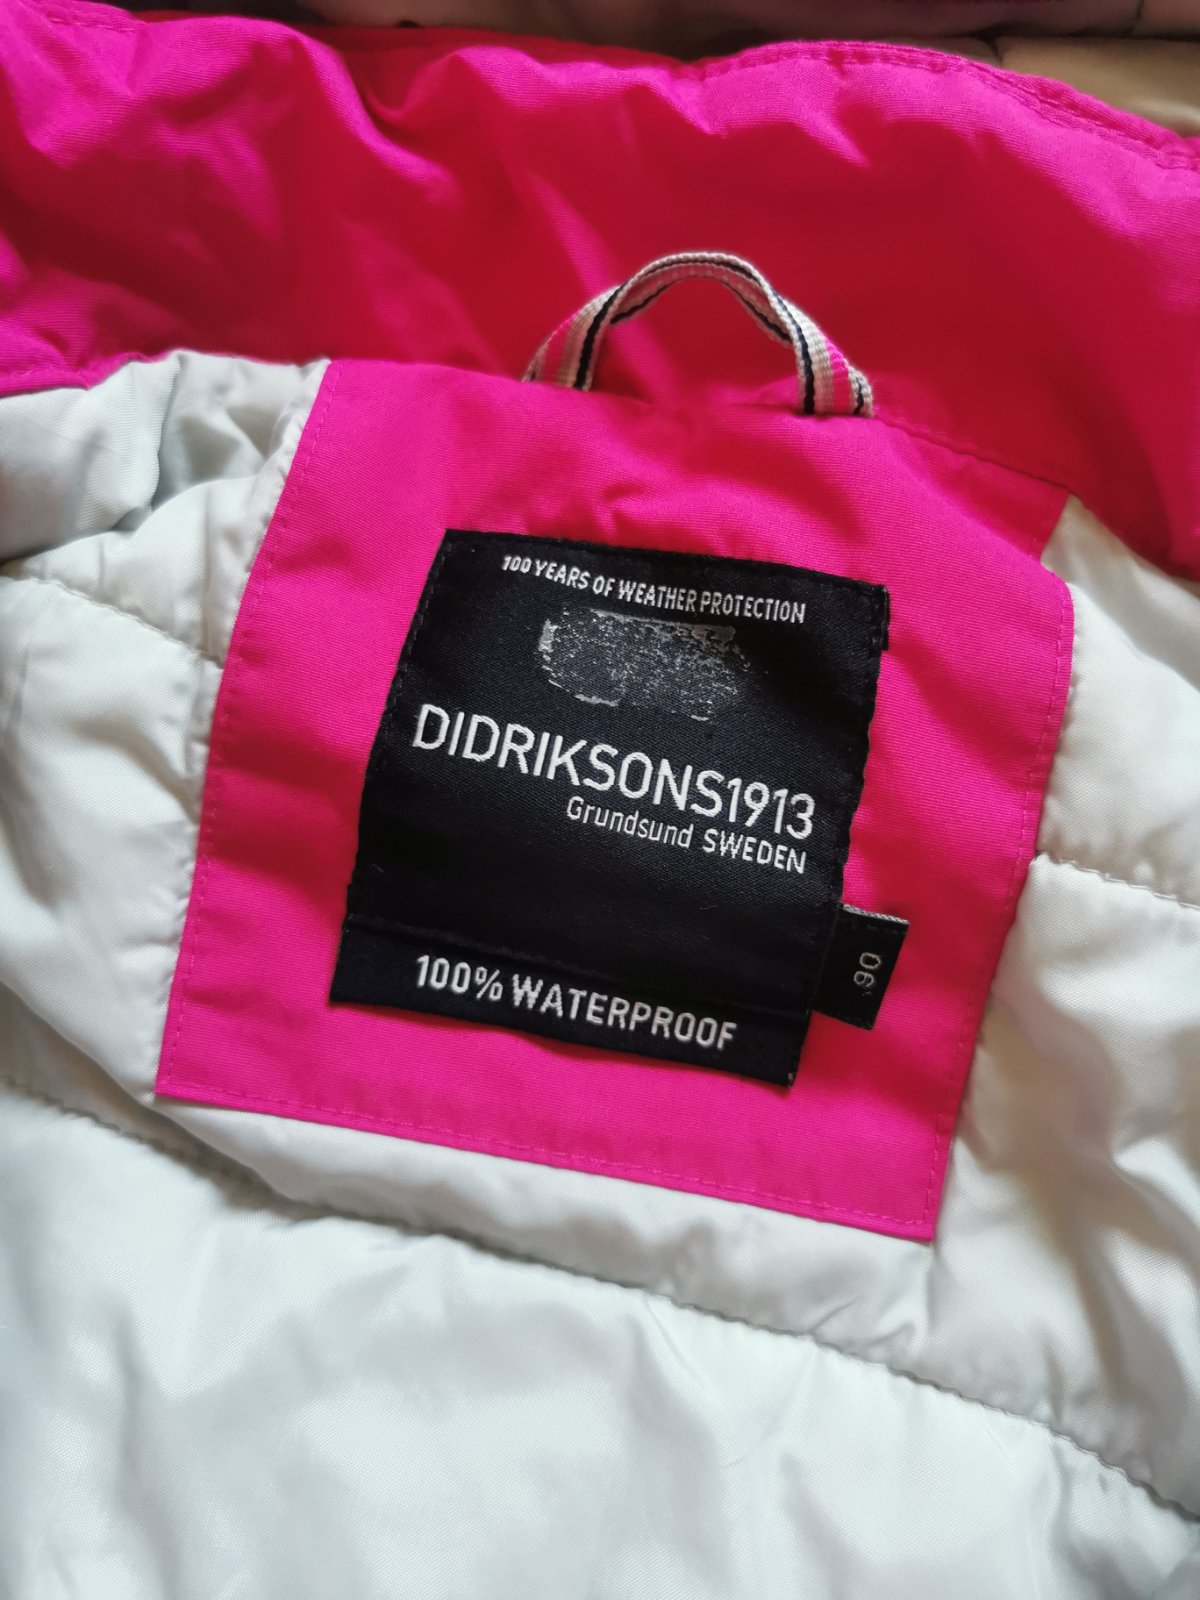 100 YEARS OF WEATHER PROTECTION
DIDRIKSONS1913
Grundsund SWEDEN
90
100% WATERPROOF